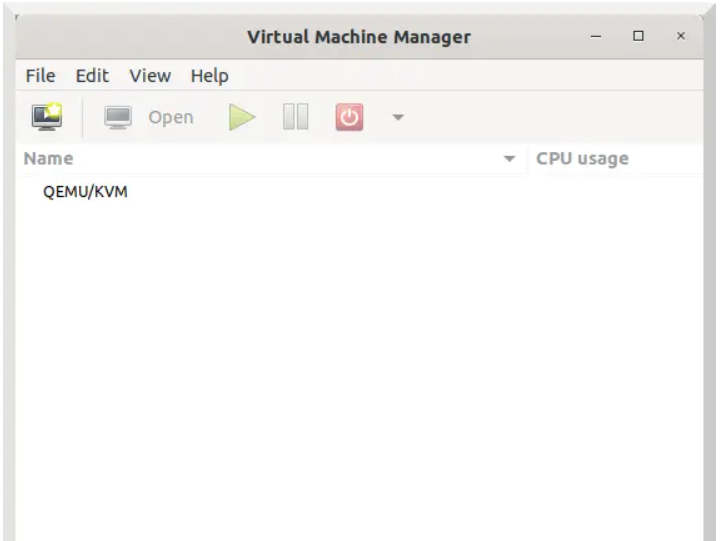 Virtual Machine Manager
File Edit View Help
Open
Name CPU usage
QEMU/KVM